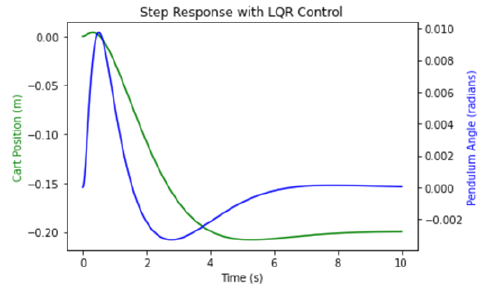 Step Response with LQR Control
Cart Position (m)
0.00
−0.05
−0.10
−0.15
−0.20
0.010
0.008
0.006
0.004
0.002
0.000
−0.002
Pendulum Angle (radians)
0 2 4 6 8 10
Time (s)